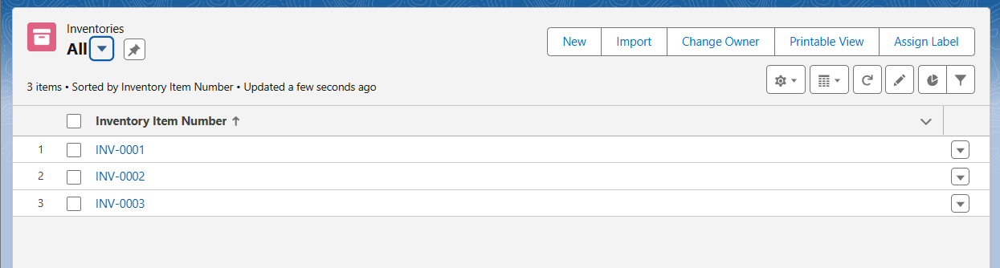 Inventories
All
New Import Change Owner Printable View Assign Label
3 items • Sorted by Inventory Item Number • Updated a few seconds ago
Inventory Item Number ↑
1 INV-0001
2 INV-0002
3 INV-0003